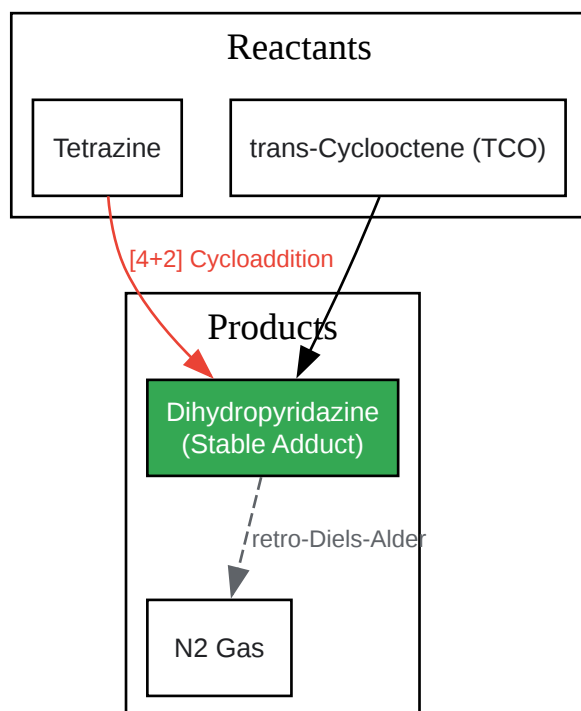 Reactants
Tetrazine
trans-Cyclooctene (TCO)
[4+2] Cycloaddition
Products
Dihydropyridazine
(Stable Adduct)
retro-Diels-Alder
N2 Gas